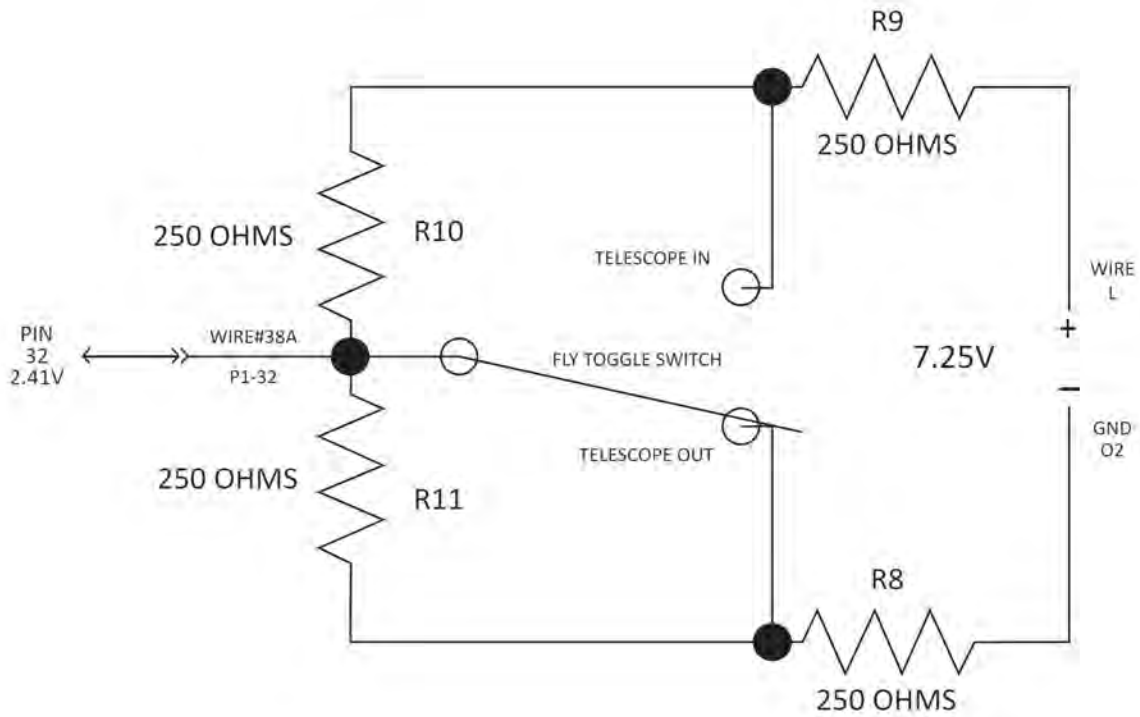 R9
250 OHMS
250 OHMS
R10
TELESCOPE IN
WIRE
L
PIN
32
2.41V
WIRE#38A
P1-32
FLY TOGGLE SWITCH
7.25V
+
−
GND
O2
TELESCOPE OUT
250 OHMS
R11
R8
250 OHMS